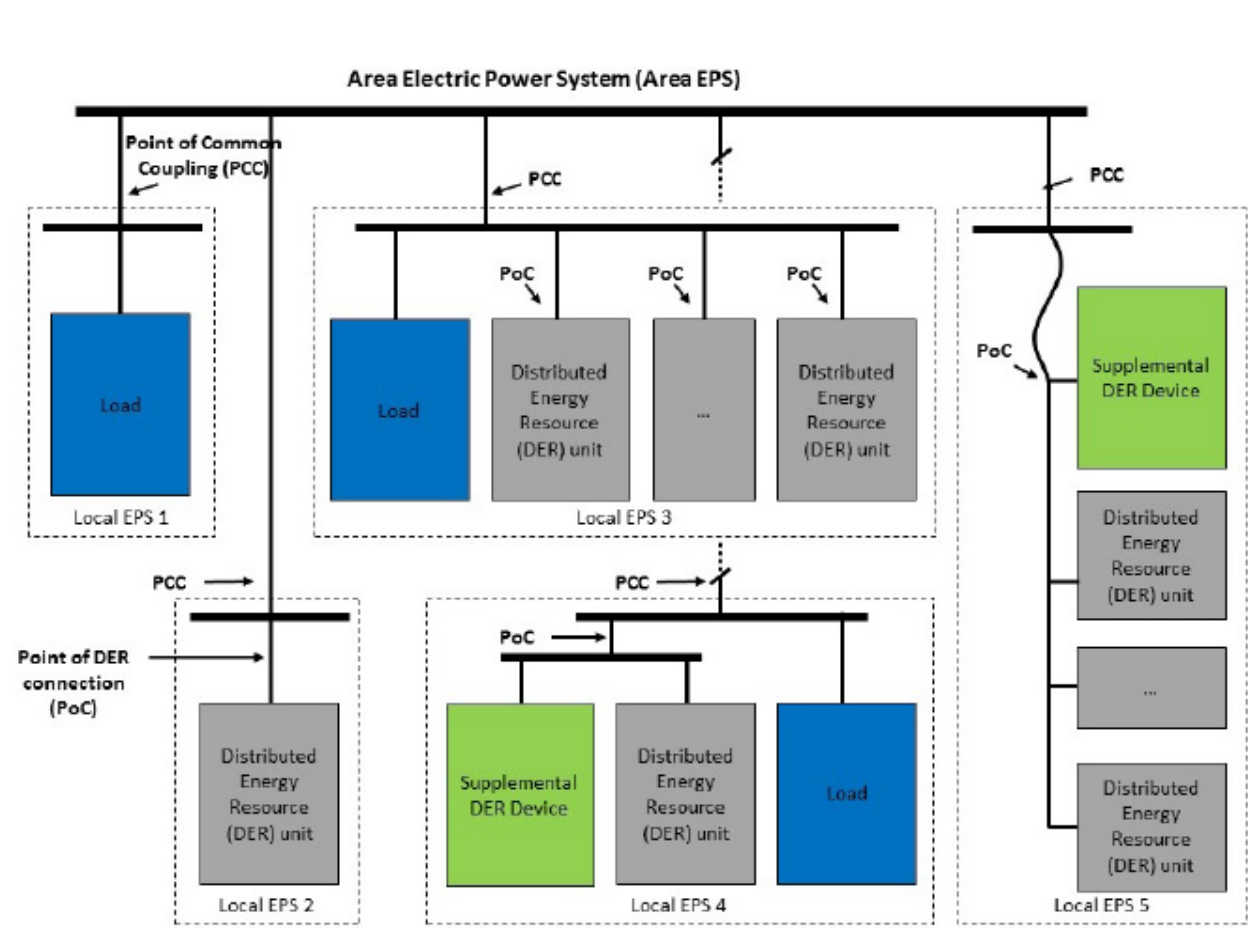 Area Electric Power System (Area EPS)
Point of Common
Coupling (PCC)
PCC
PCC
PoC
PoC
PoC
Load
Local EPS 1
Load
Distributed
Energy
Resource
(DER) unit
...
Distributed
Energy
Resource
(DER) unit
Local EPS 3
PoC
Supplemental
DER Device
Distributed
Energy
Resource
(DER) unit
...
Distributed
Energy
Resource
(DER) unit
Local EPS 5
PCC
Point of DER
connection
(PoC)
Distributed
Energy
Resource
(DER) unit
Local EPS 2
PCC
PoC
Supplemental
DER Device
Distributed
Energy
Resource
(DER) unit
Load
Local EPS 4